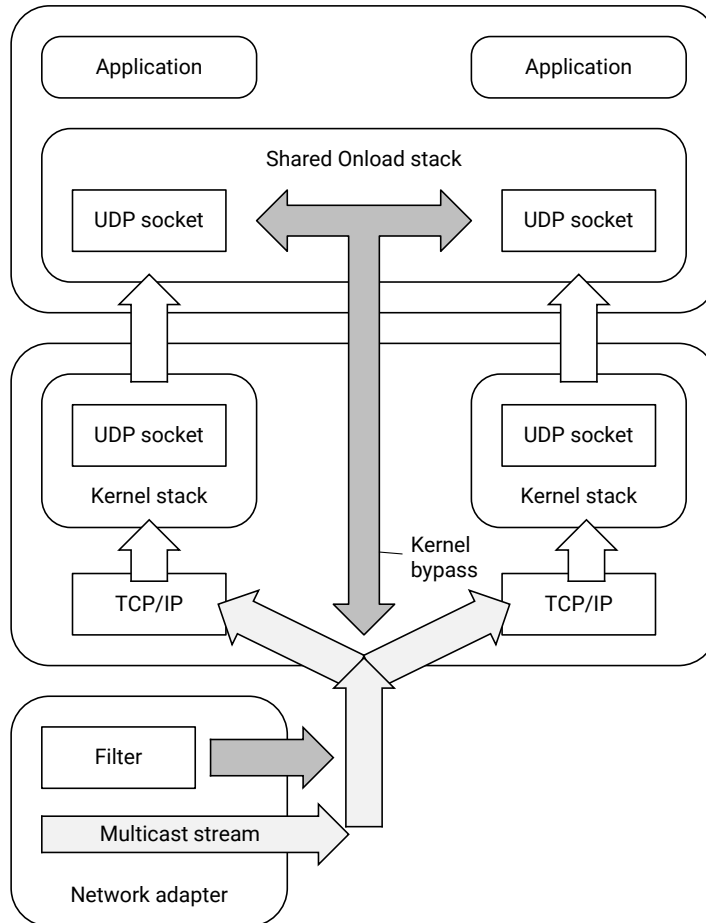 Application
Application
Shared Onload stack
UDP socket
UDP socket
UDP socket
UDP socket
Kernel stack
Kernel stack
Kernel
bypass
TCP/IP
TCP/IP
Filter
Multicast stream
Network adapter